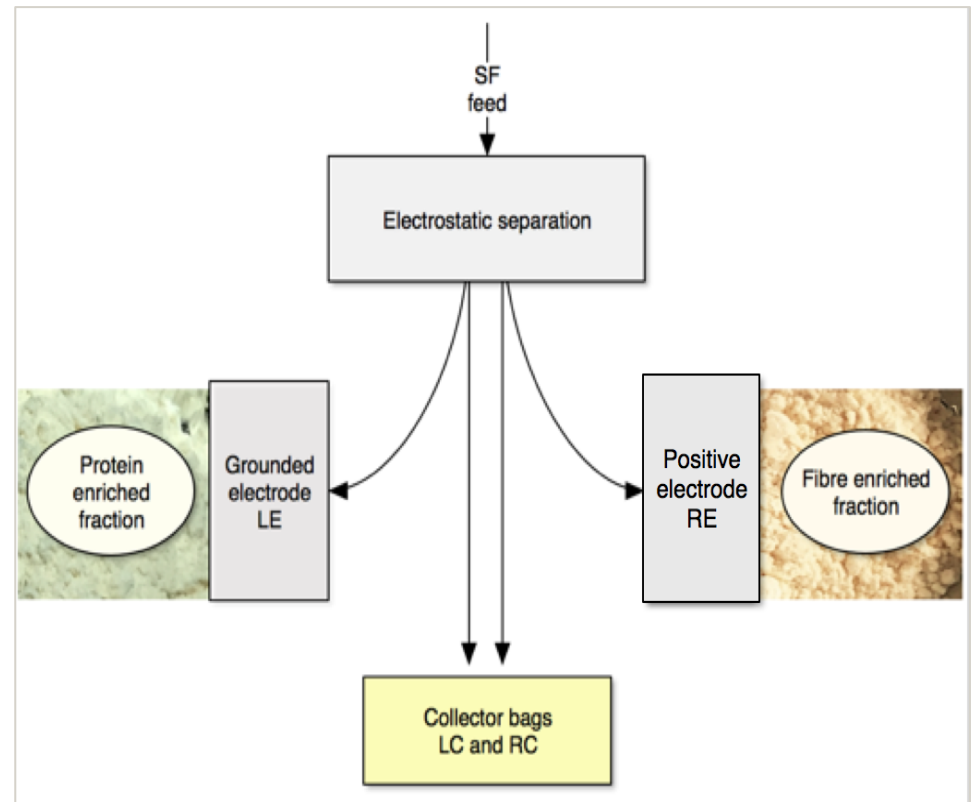 SF
feed
Electrostatic separation
Protein
enriched
fraction
Grounded
electrode
LE
Positive
electrode
RE
Fibre enriched
fraction
Collector bags
LC and RC